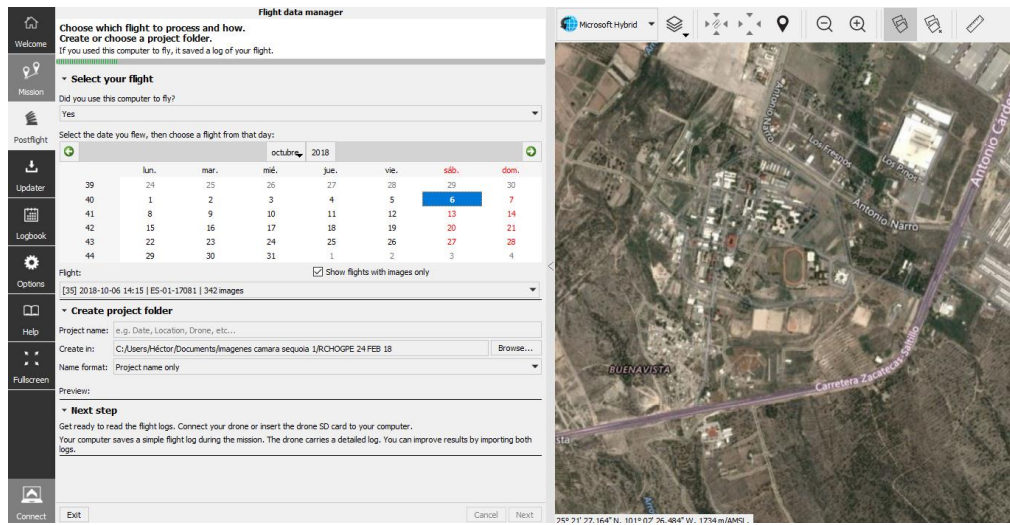 Flight data manager
Welcome
Mission
Postflight
Updater
Logbook
Options
Help
Fullscreen
Connect
Choose which flight to process and how.
Create or choose a project folder.
If you used this computer to fly, it saved a log of your flight.
Select your flight
Did you use this computer to fly?
Yes
Select the date you flew, then choose a flight from that day:
octubre 2018
lun. mar. mié. jue. vie. sáb. dom.
39 24 25 26 27 28 29 30
40 1 2 3 4 5 6 7
41 8 9 10 11 12 13 14
42 15 16 17 18 19 20 21
43 22 23 24 25 26 27 28
44 29 30 31 1 2 3 4
Flight: Show flights with images only
[35] 2018-10-06 14:15 | ES-01-17081 | 342 images
Create project folder
Project name: e.g. Date, Location, Drone, etc...
Create in: C:/Users/Héctor/Documents/imagenes camara sequoia 1/RCHOGPE 24 FEB 18 Browse...
Name format: Project name only
Preview:
Next step
Get ready to read the flight logs. Connect your drone or insert the drone SD card to your computer.
Your computer saves a simple flight log during the mission. The drone carries a detailed log. You can improve results by importing both
logs.
Exit Cancel Next
Microsoft Hybrid
Antonio Narro
Los Fresnos
Los Pinos
Antonio Narro
Antonio Cárde
BUENAVISTA
Carretera Zacatecas-Saltillo
sta
Arro
25° 21' 27.164" N, 101° 02' 26.484" W, 1734 m/AMSL.